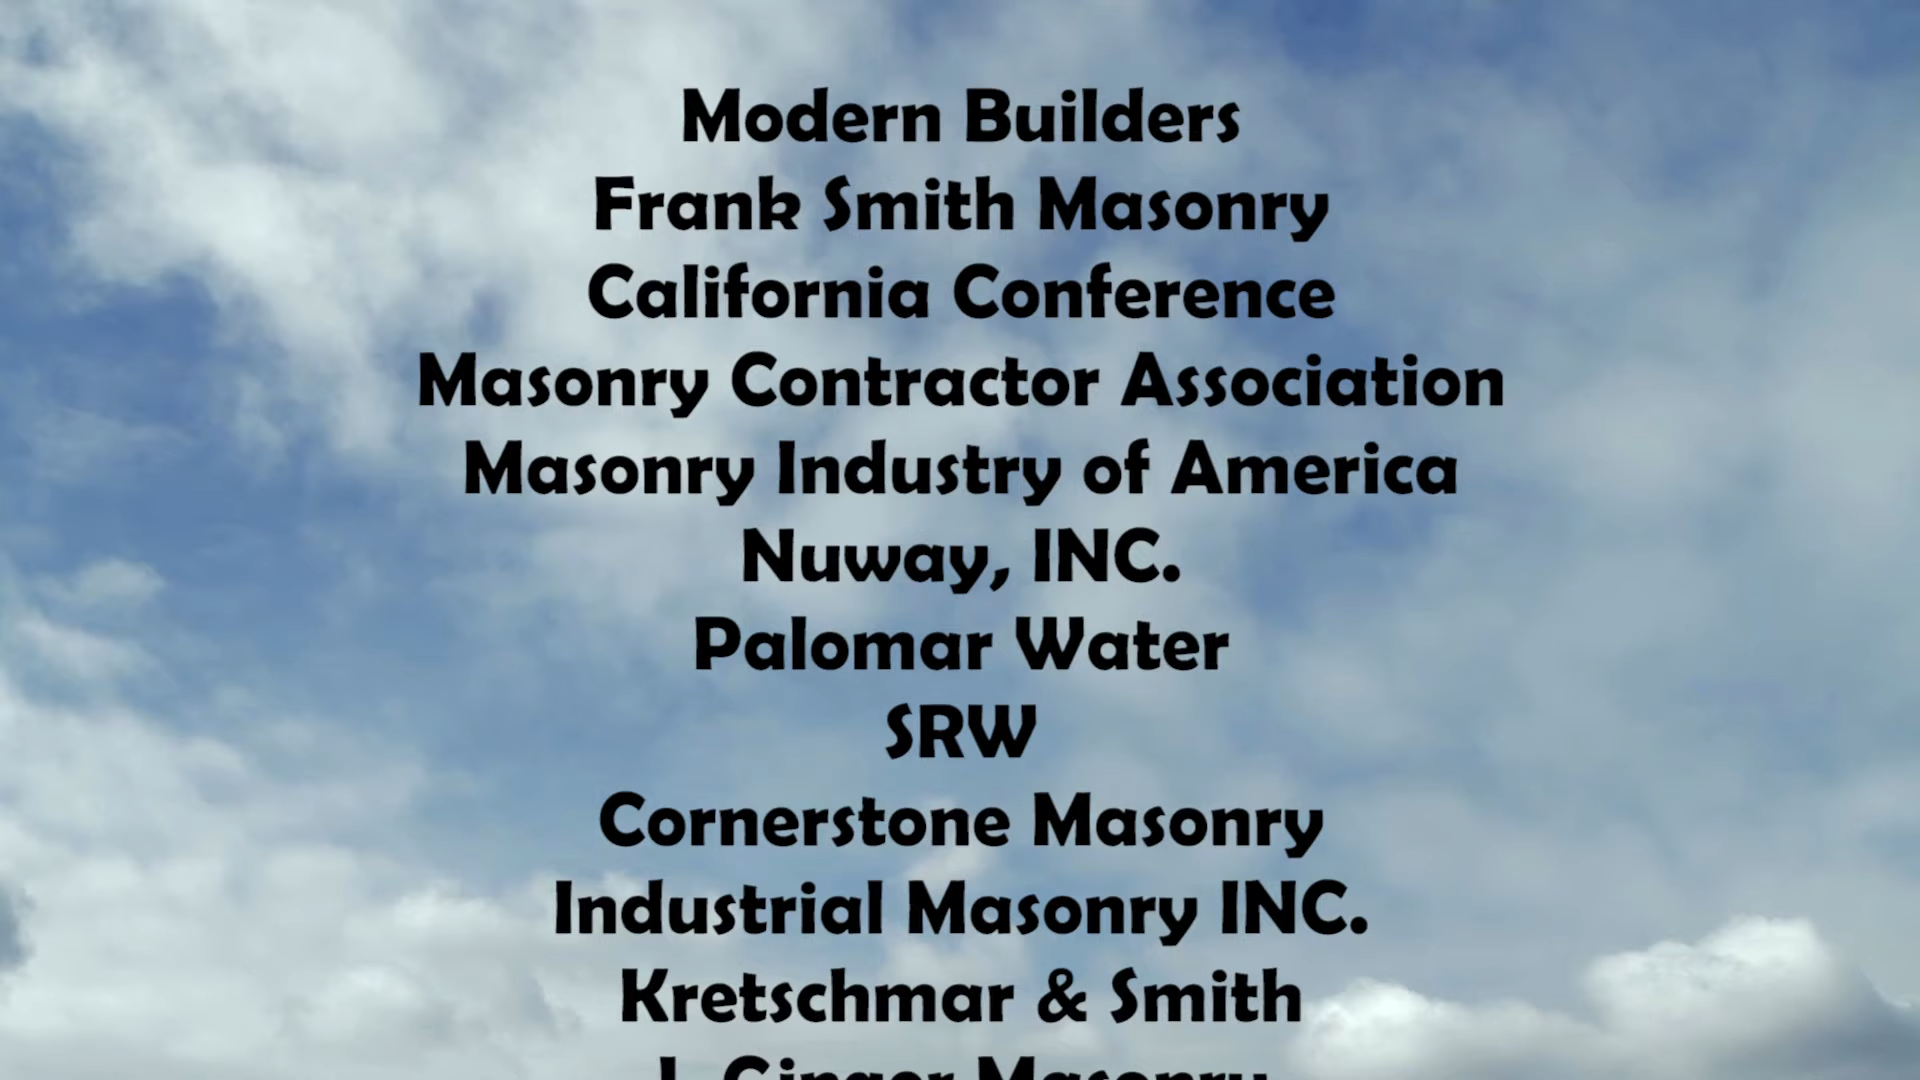 Modern Builders
Frank Smith Masonry
California Conference
Masonry Contractor Association
Masonry Industry of America
Nuway, INC.
Palomar Water
SRW
Cornerstone Masonry
Industrial Masonry INC.
Kretschmar & Smith
Masonry